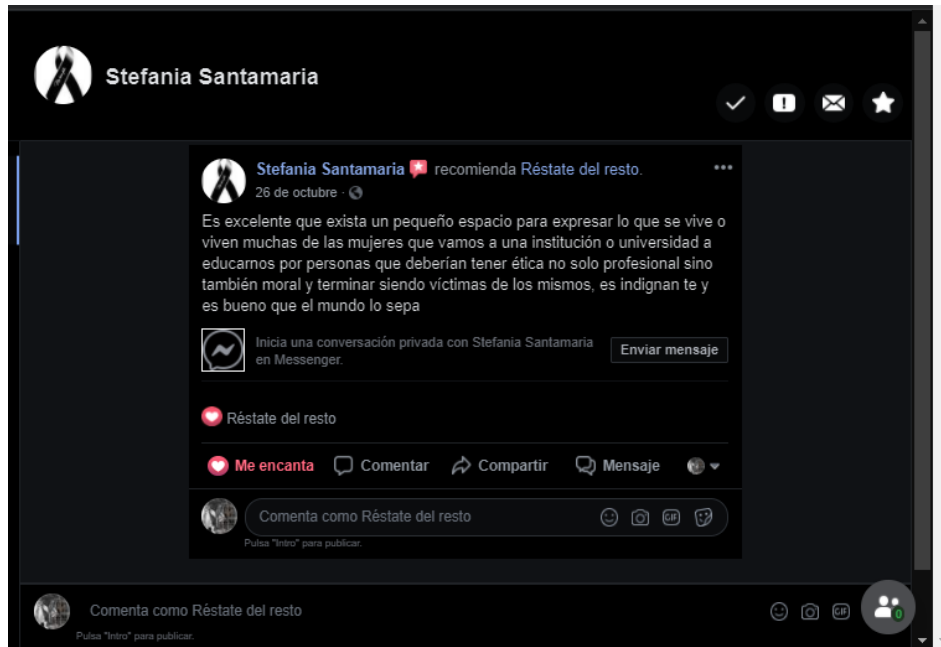 Stefania Santamaria
Stefania Santamaria recomienda Réstate del resto.
26 de octubre ·
Es excelente que exista un pequeño espacio para expresar lo que se vive o
viven muchas de las mujeres que vamos a una institución o universidad a
educarnos por personas que deberían tener ética no solo profesional sino
también moral y terminar siendo víctimas de los mismos, es indignan te y
es bueno que el mundo lo sepa
Inicia una conversación privada con Stefania Santamaria
en Messenger.
Enviar mensaje
Réstate del resto
Me encanta Comentar Compartir Mensaje
Comenta como Réstate del resto GIF
Pulsa "Intro" para publicar.
Comenta como Réstate del resto GIF 0
Pulsa "Intro" para publicar.